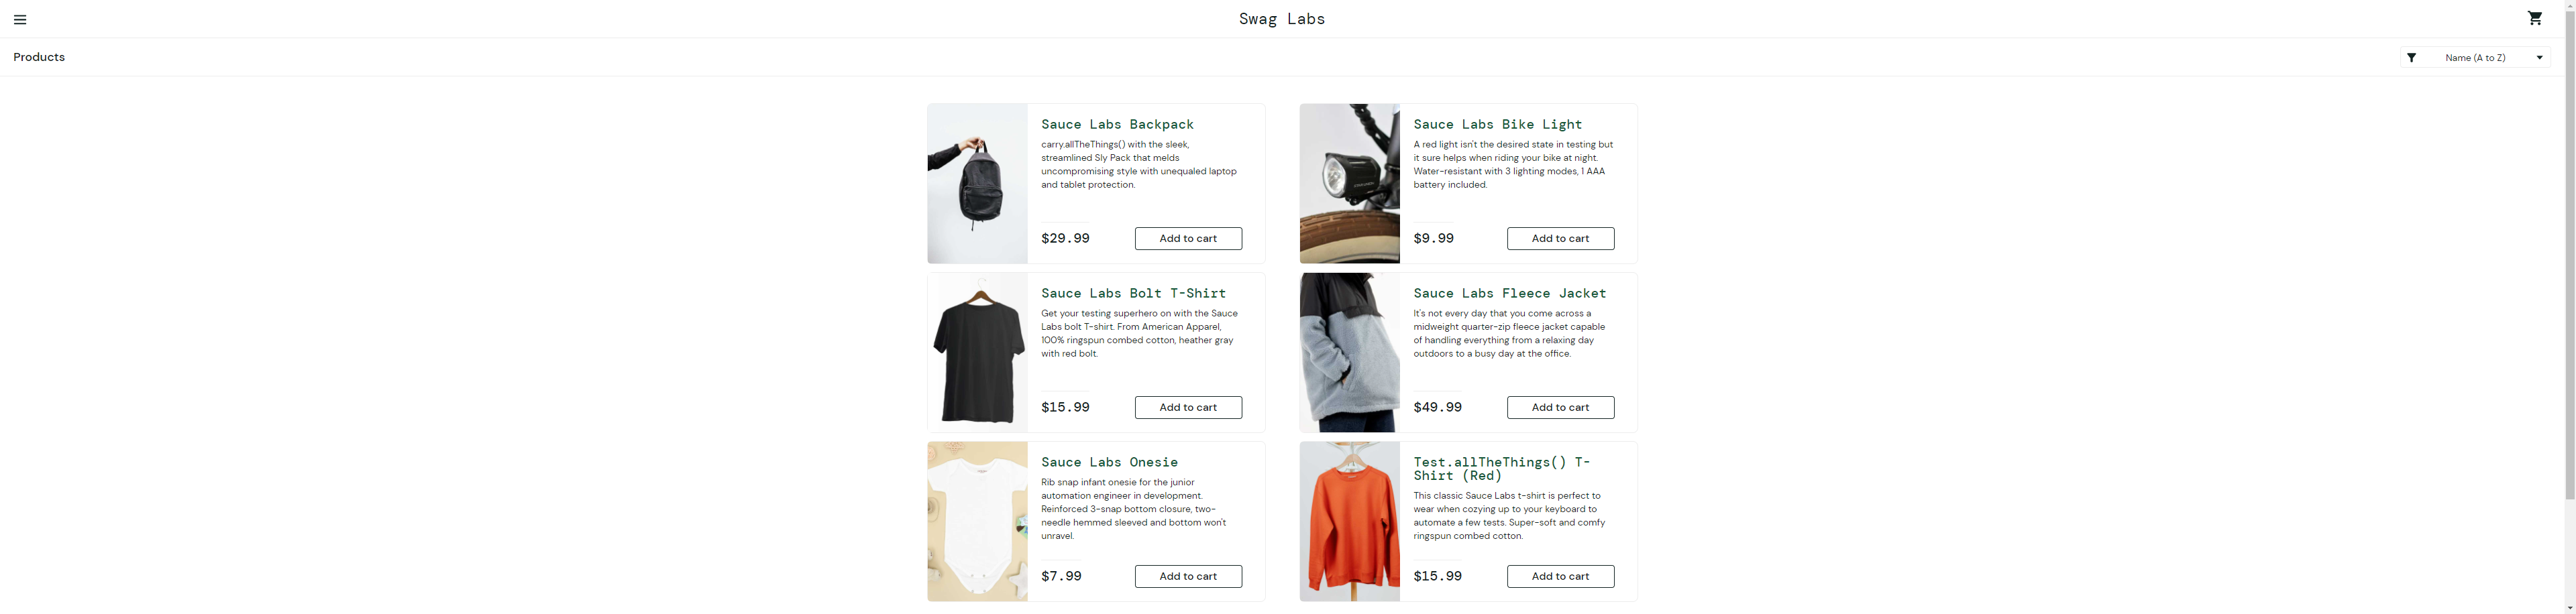 Swag Labs
Products
Name (A to Z)
Sauce Labs Backpack
carry.allTheThings() with the sleek,
streamlined Sly Pack that melds
uncompromising style with unequaled laptop
and tablet protection.
$29.99
Add to cart
Sauce Labs Bike Light
A red light isn't the desired state in testing but
it sure helps when riding your bike at night.
Water-resistant with 3 lighting modes, 1 AAA
battery included.
$9.99
Add to cart
Sauce Labs Bolt T-Shirt
Get your testing superhero on with the Sauce
Labs bolt T-shirt. From American Apparel,
100% ringspun combed cotton, heather gray
with red bolt.
$15.99
Add to cart
Sauce Labs Fleece Jacket
It's not every day that you come across a
midweight quarter-zip fleece jacket capable
of handling everything from a relaxing day
outdoors to a busy day at the office.
$49.99
Add to cart
Sauce Labs Onesie
Rib snap infant onesie for the junior
automation engineer in development.
Reinforced 3-snap bottom closure, two-
needle hemmed sleeved and bottom won't
unravel.
$7.99
Add to cart
Test.allTheThings() T-
Shirt (Red)
This classic Sauce Labs t-shirt is perfect to
wear when cozying up to your keyboard to
automate a few tests. Super-soft and comfy
ringspun combed cotton.
$15.99
Add to cart